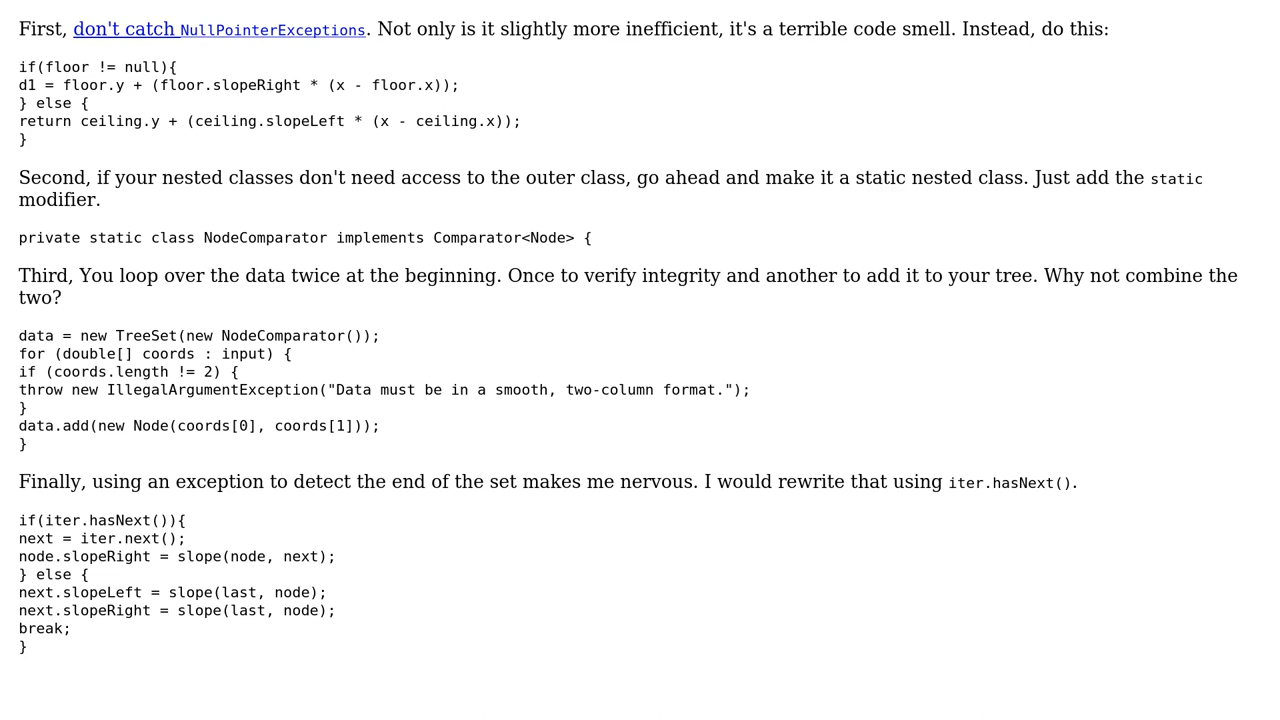 First, don't catch NullPointerExceptions. Not only is it slightly more inefficient, it's a terrible code smell. Instead, do this:
if(floor != null){
d1 = floor.y + (floor.slopeRight * (x - floor.x));
} else {
return ceiling.y + (ceiling.slopeLeft * (x - ceiling.x));
}
Second, if your nested classes don't need access to the outer class, go ahead and make it a static nested class. Just add the static
modifier.
private static class NodeComparator implements Comparator<Node> {
Third, You loop over the data twice at the beginning. Once to verify integrity and another to add it to your tree. Why not combine the
two?
data = new TreeSet(new NodeComparator());
for (double[] coords : input) {
if (coords.length != 2) {
throw new IllegalArgumentException("Data must be in a smooth, two-column format.");
}
data.add(new Node(coords[0], coords[1]));
}
Finally, using an exception to detect the end of the set makes me nervous. I would rewrite that using iter.hasNext().
if(iter.hasNext()){
next = iter.next();
node.slopeRight = slope(node, next);
} else {
next.slopeLeft = slope(last, node);
next.slopeRight = slope(last, node);
break;
}